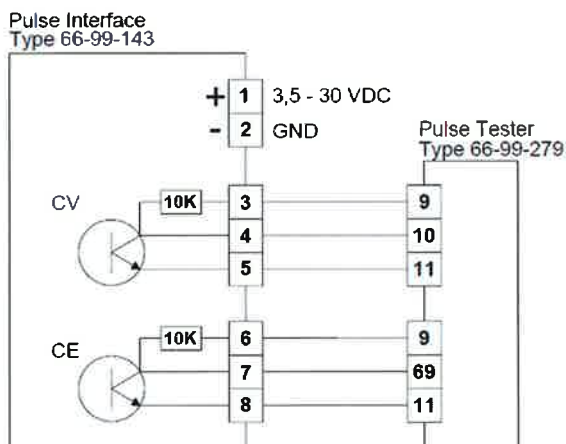 Pulse Interface
Type 66-99-143
+ 1 3,5 - 30 VDC
- 2 GND
Pulse Tester
Type 66-99-279
CV 10K 3 9
4 10
5 11
CE 10K 6 9
7 69
8 11